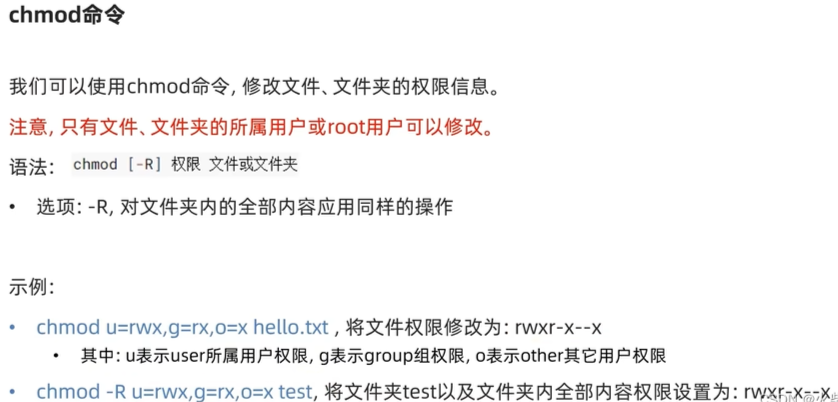 chmod命令
我们可以使用chmod命令, 修改文件、文件夹的权限信息。
注意, 只有文件、文件夹的所属用户或root用户可以修改。
语法: chmod [-R] 权限 文件或文件夹
• 选项: -R, 对文件夹内的全部内容应用同样的操作
示例:
• chmod u=rwx,g=rx,o=x hello.txt , 将文件权限修改为: rwxr-x--x
• 其中: u表示user所属用户权限, g表示group组权限, o表示other其它用户权限
• chmod -R u=rwx,g=rx,o=x test, 将文件夹test以及文件夹内全部内容权限设置为: rwxr-x--x